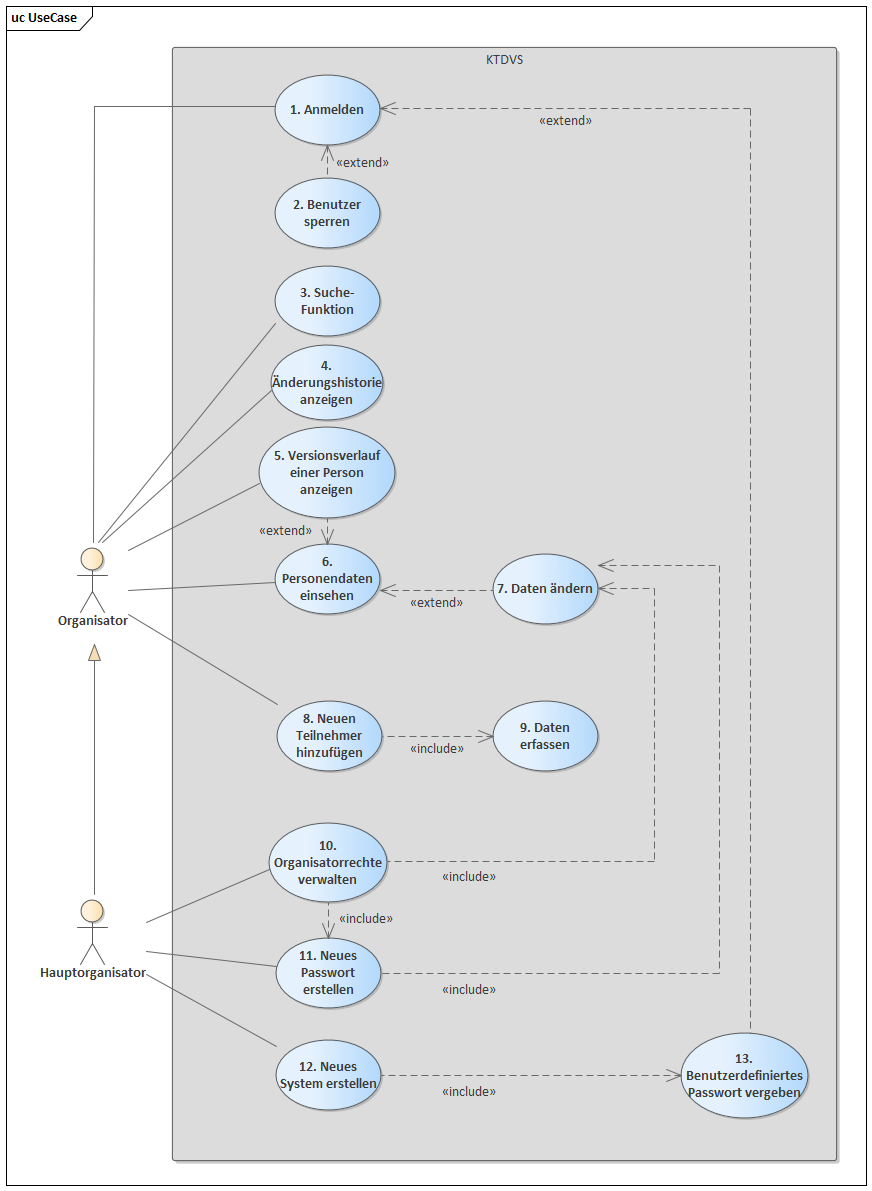 uc UseCase
KTDVS
1. Anmelden
«extend»
«extend»
2. Benutzer
sperren
3. Suche-
Funktion
4.
Änderungshistorie
anzeigen
5. Versionsverlauf
einer Person
anzeigen
«extend»
6.
Personendaten
einsehen
7. Daten ändern
«extend»
Organisator
8. Neuen
Teilnehmer
hinzufügen
9. Daten
erfassen
«include»
10.
Organisatorrechte
verwalten
«include»
«include»
11. Neues
Passwort
erstellen
Hauptorganisator
«include»
12. Neues
System erstellen
«include»
13.
Benutzerdefiniertes
Passwort vergeben